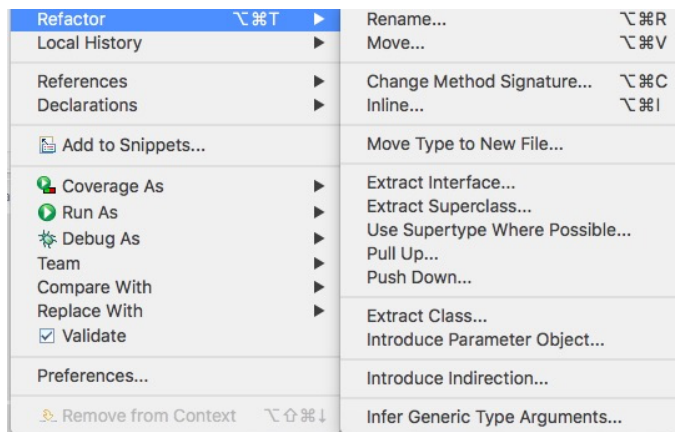 Refactor ⌥⌘T ▶
Local History ▶
References ▶
Declarations ▶
Add to Snippets...
Coverage As ▶
Run As ▶
Debug As ▶
Team ▶
Compare With ▶
Replace With ▶
Validate
Preferences...
Remove from Context ⌥⇧⌘↓
Rename... ⌥⌘R
Move... ⌥⌘V
Change Method Signature... ⌥⌘C
Inline... ⌥⌘I
Move Type to New File...
Extract Interface...
Extract Superclass...
Use Supertype Where Possible...
Pull Up...
Push Down...
Extract Class...
Introduce Parameter Object...
Introduce Indirection...
Infer Generic Type Arguments...